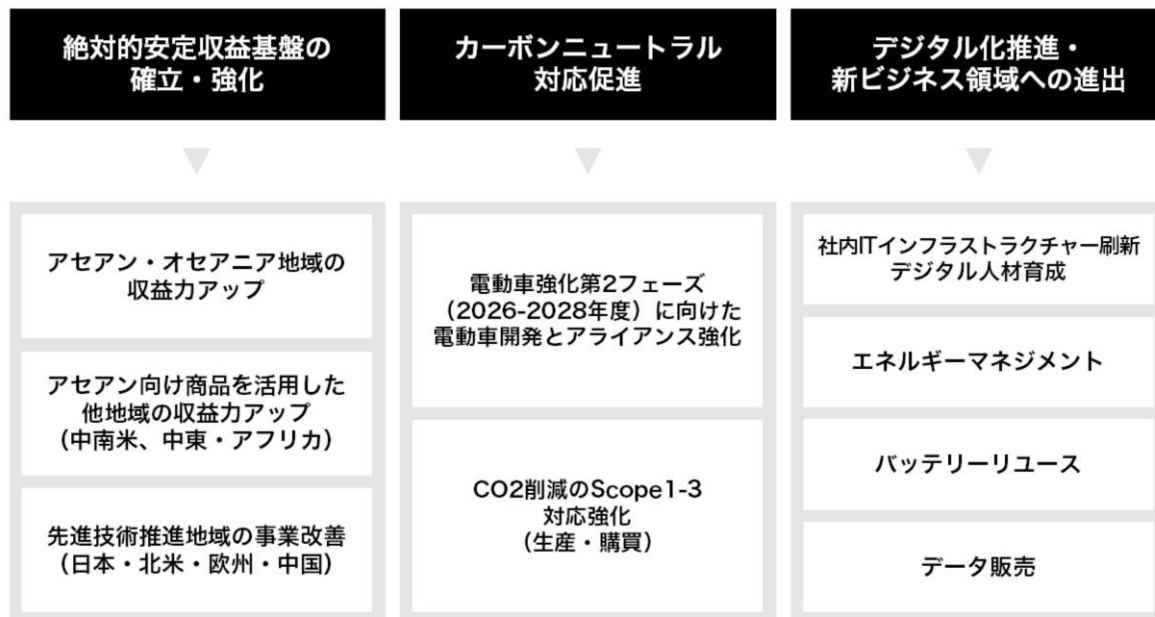 絶対的安定収益基盤の
確立・強化
アセアン・オセアニア地域の
収益力アップ
アセアン向け商品を活用した
他地域の収益力アップ
（中南米、中東・アフリカ）
先進技術推進地域の事業改善
（日本・北米・欧州・中国）
カーボンニュートラル
対応促進
電動車強化第2フェーズ
（2026-2028年度）に向けた
電動車開発とアライアンス強化
CO2削減のScope1-3
対応強化
（生産・購買）
デジタル化推進・
新ビジネス領域への進出
社内ITインフラストラクチャー刷新
デジタル人材育成
エネルギーマネジメント
バッテリーリユース
データ販売